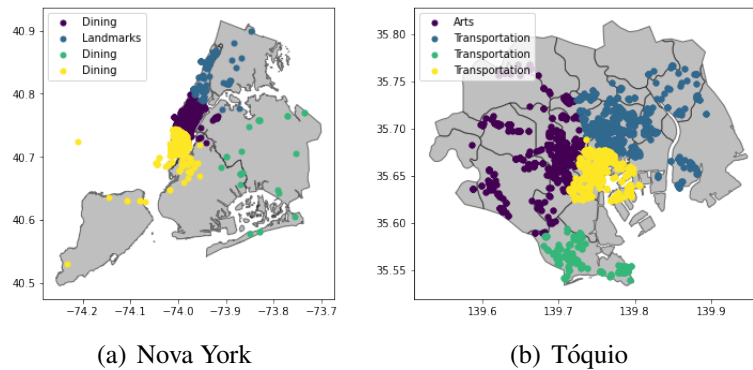 Dining
Landmarks
Dining
Dining
40.9
40.8
40.7
40.6
40.5
−74.2 −74.1 −74.0 −73.9 −73.8 −73.7
(a) Nova York
Arts
Transportation
Transportation
Transportation
35.80
35.75
35.70
35.65
35.60
35.55
139.6 139.7 139.8 139.9
(b) Tóquio